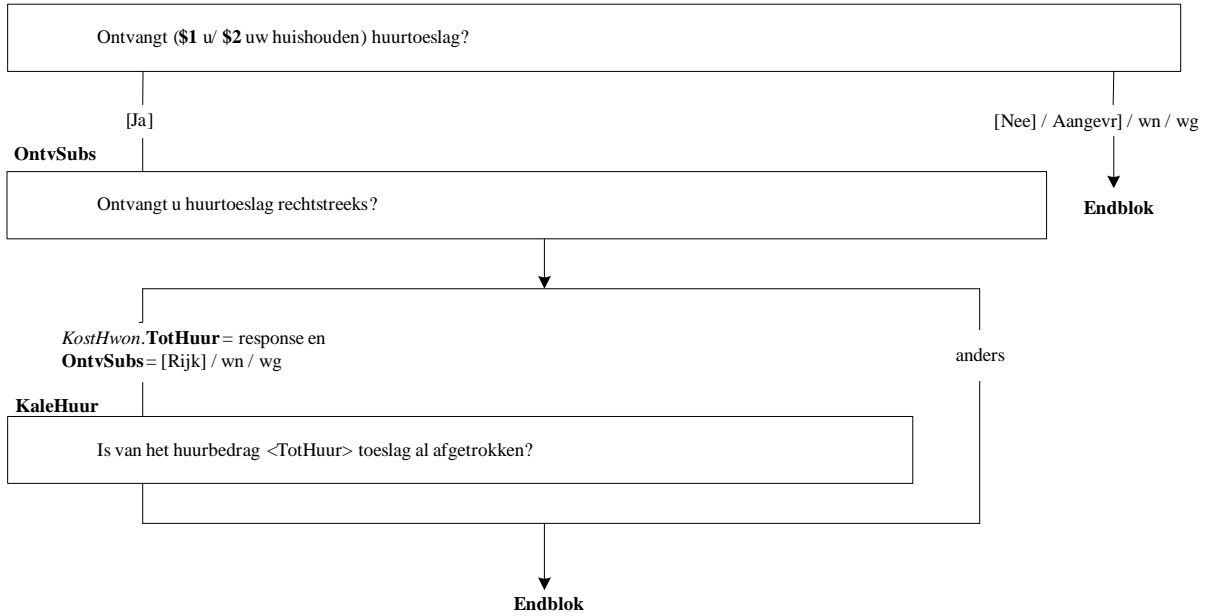 Ontvangt ($1 u/ $2 uw huishouden) huurtoeslag?
[Ja]
[Nee] / Aangevr] / wn / wg
OntvSubs
Ontvangt u huurtoeslag rechtstreeks?
Endblok
KostHwon.TotHuur = response en
OntvSubs = [Rijk] / wn / wg
anders
KaleHuur
Is van het huurbedrag <TotHuur> toeslag al afgetrokken?
Endblok